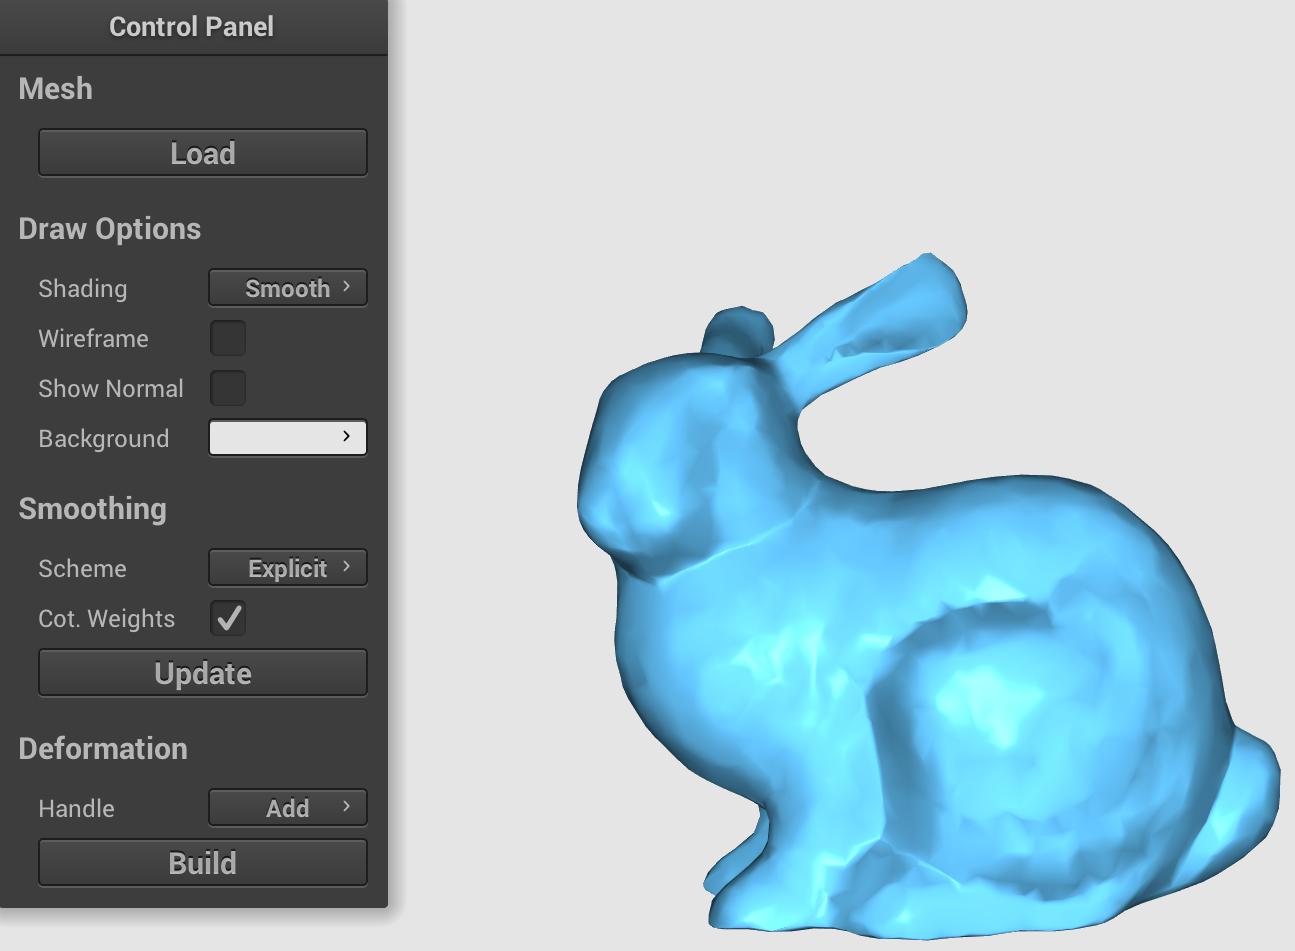 Control Panel
Mesh
Load
Draw Options
Shading Smooth
Wireframe
Show Normal
Background
Smoothing
Scheme Explicit
Cot. Weights
Update
Deformation
Handle Add
Build